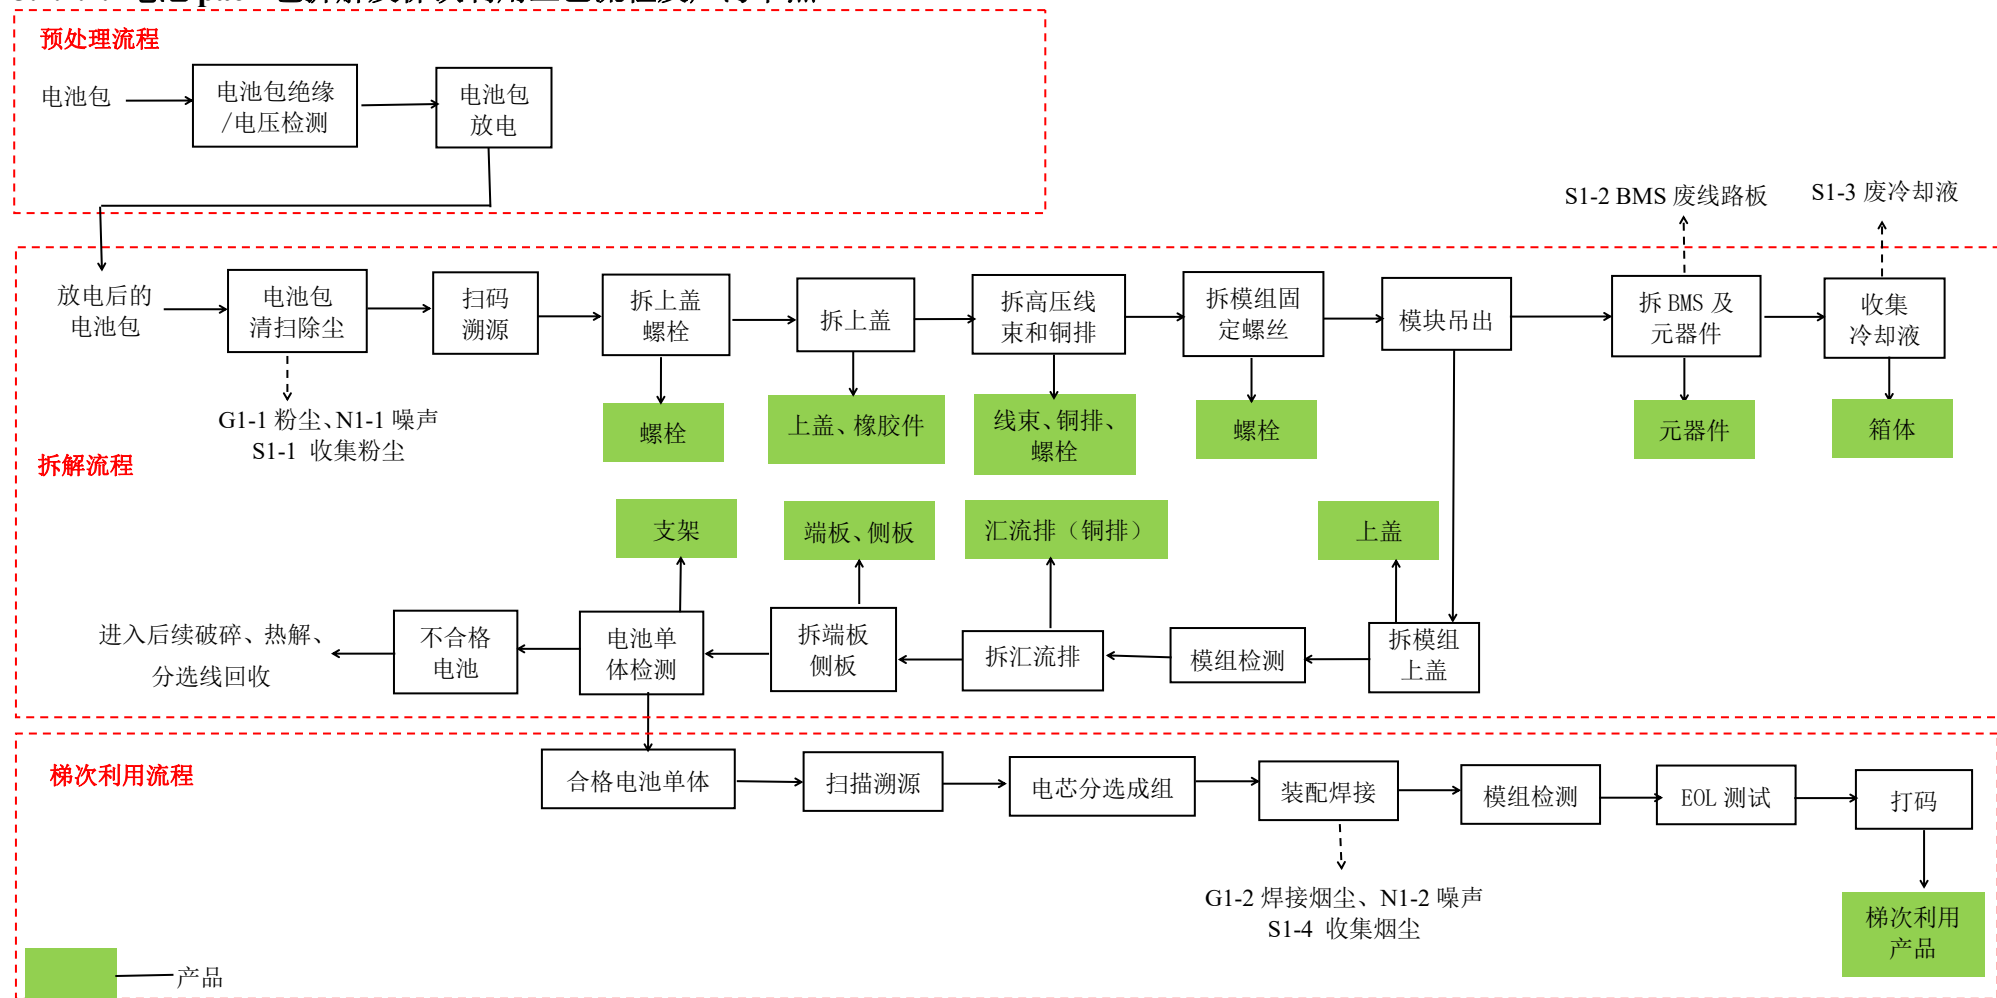 预处理流程
电池包
电池包绝缘
/电压检测
电池包
放电
S1-2 BMS 废线路板
S1-3 废冷却液
放电后的
电池包
电池包
清扫除尘
扫码
溯源
拆上盖
螺栓
拆上盖
拆高压线
束和铜排
拆模组固
定螺丝
模块吊出
拆 BMS 及
元器件
收集
冷却液
G1-1 粉尘、N1-1 噪声
S1-1 收集粉尘
螺栓
上盖、橡胶件
线束、铜排、
螺栓
螺栓
元器件
箱体
拆解流程
支架
端板、侧板
汇流排（铜排）
上盖
进入后续破碎、热解、
分选线回收
不合格
电池
电池单
体检测
拆端板
侧板
拆汇流排
模组检测
拆模组
上盖
梯次利用流程
合格电池单体
扫描溯源
电芯分选成组
装配焊接
模组检测
EOL 测试
打码
G1-2 焊接烟尘、N1-2 噪声
S1-4 收集烟尘
梯次利用
产品
产品